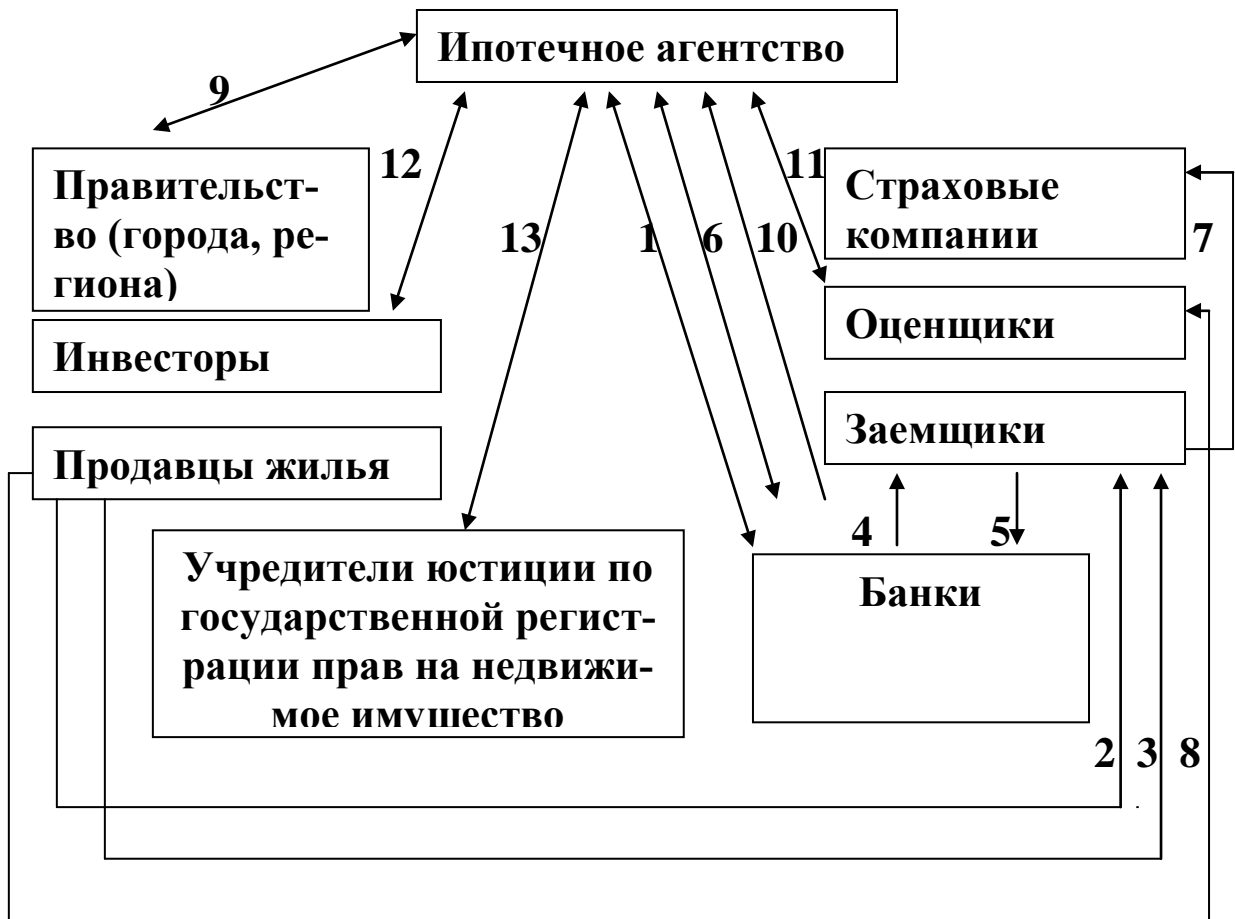 Ипотечное агентство
9
12
11
Правительст-
во (города, ре-
гиона)
Страховые
компании
13
1
6
10
7
Инвесторы
Оценщики
Продавцы жилья
Заемщики
4
5
Учредители юстиции по
государственной регист-
рации прав на недвижи-
мое имущество
Банки
2
3
8